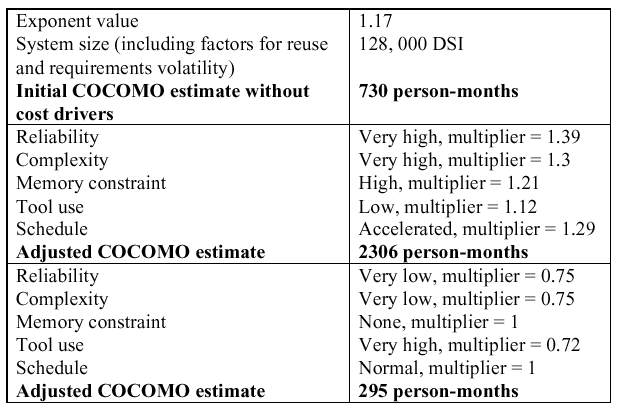 Exponent value 1.17
System size (including factors for reuse 128, 000 DSI
and requirements volatility)
Initial COCOMO estimate without 730 person-months
cost drivers
Reliability Very high, multiplier = 1.39
Complexity Very high, multiplier = 1.3
Memory constraint High, multiplier = 1.21
Tool use Low, multiplier = 1.12
Schedule Accelerated, multiplier = 1.29
Adjusted COCOMO estimate 2306 person-months
Reliability Very low, multiplier = 0.75
Complexity Very low, multiplier = 0.75
Memory constraint None, multiplier = 1
Tool use Very high, multiplier = 0.72
Schedule Normal, multiplier = 1
Adjusted COCOMO estimate 295 person-months